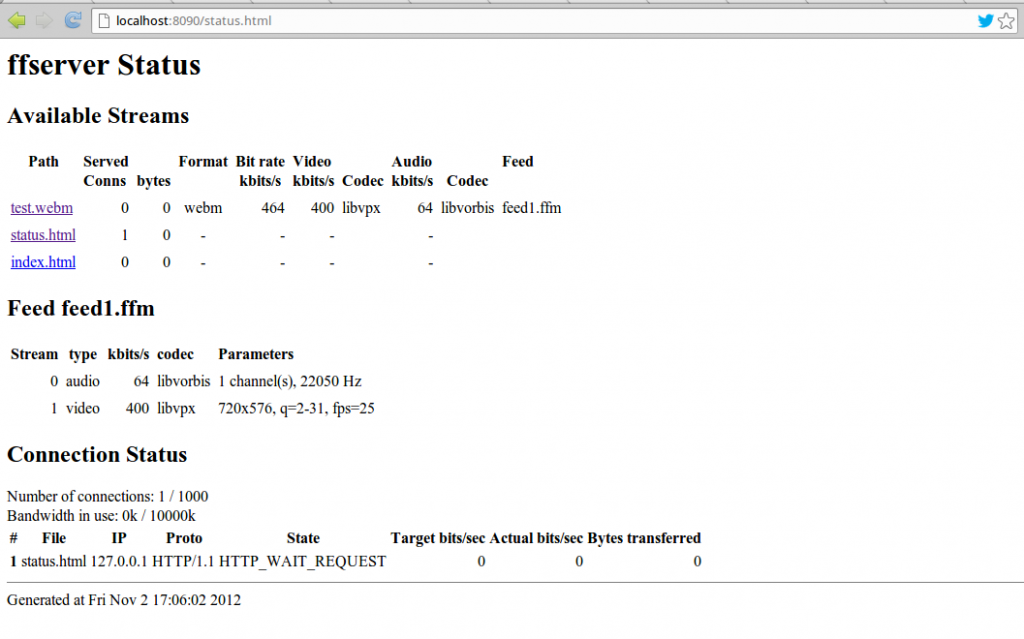 localhost:8090/status.html
ffserver Status
Available Streams
Path Served Format Bit rate Video Audio Feed
Conns bytes kbits/s kbits/s Codec kbits/s Codec
test.webm 0 0 webm 464 400 libvpx 64 libvorbis feed1.ffm
status.html 1 0 - - - -
index.html 0 0 - - - -
Feed feed1.ffm
Stream type kbits/s codec Parameters
0 audio 64 libvorbis 1 channel(s), 22050 Hz
1 video 400 libvpx 720x576, q=2-31, fps=25
Connection Status
Number of connections: 1 / 1000
Bandwidth in use: 0k / 10000k
# File IP Proto State Target bits/sec Actual bits/sec Bytes transferred
1 status.html 127.0.0.1 HTTP/1.1 HTTP_WAIT_REQUEST 0 0 0
Generated at Fri Nov 2 17:06:02 2012